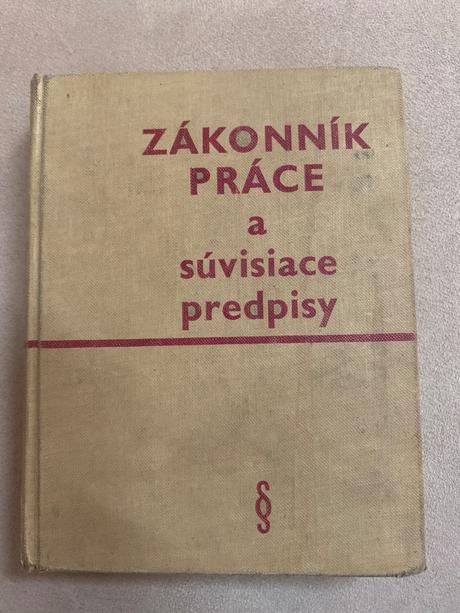 ZÁKONNÍK
PRÁCE
a
súvisiace
predpisy
§